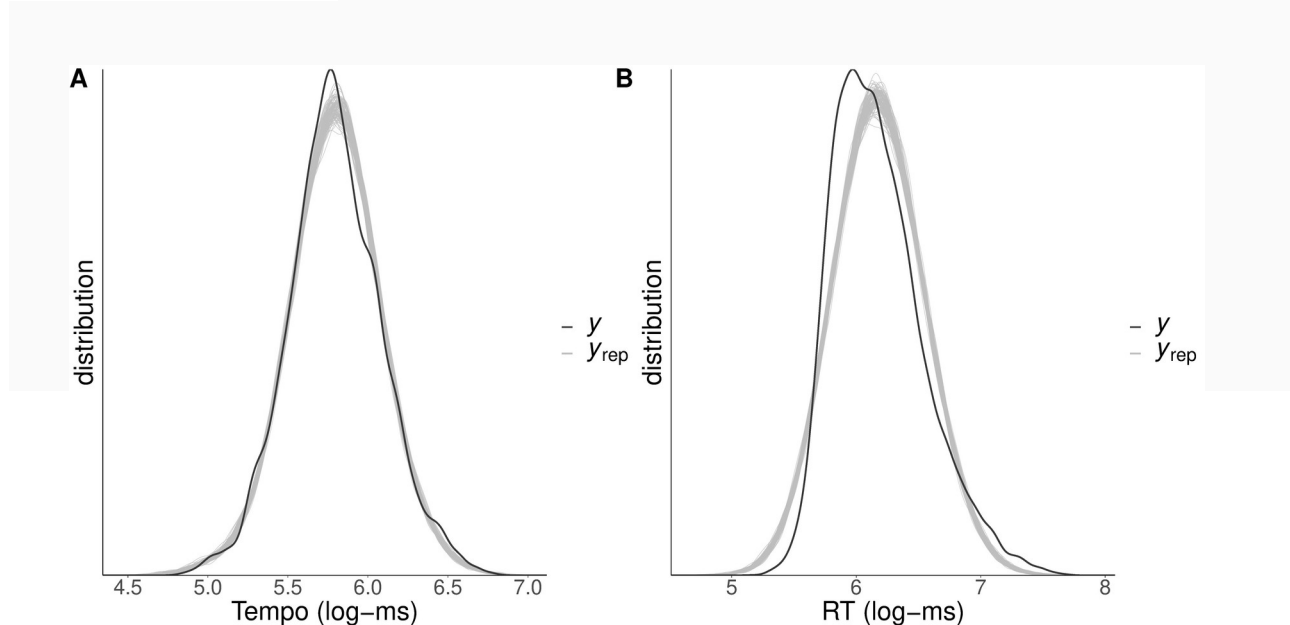 A
distribution
4.5 5.0 5.5 6.0 6.5 7.0
Tempo (log−ms)
y
yrep
B
distribution
5 6 7 8
RT (log−ms)
y
yrep